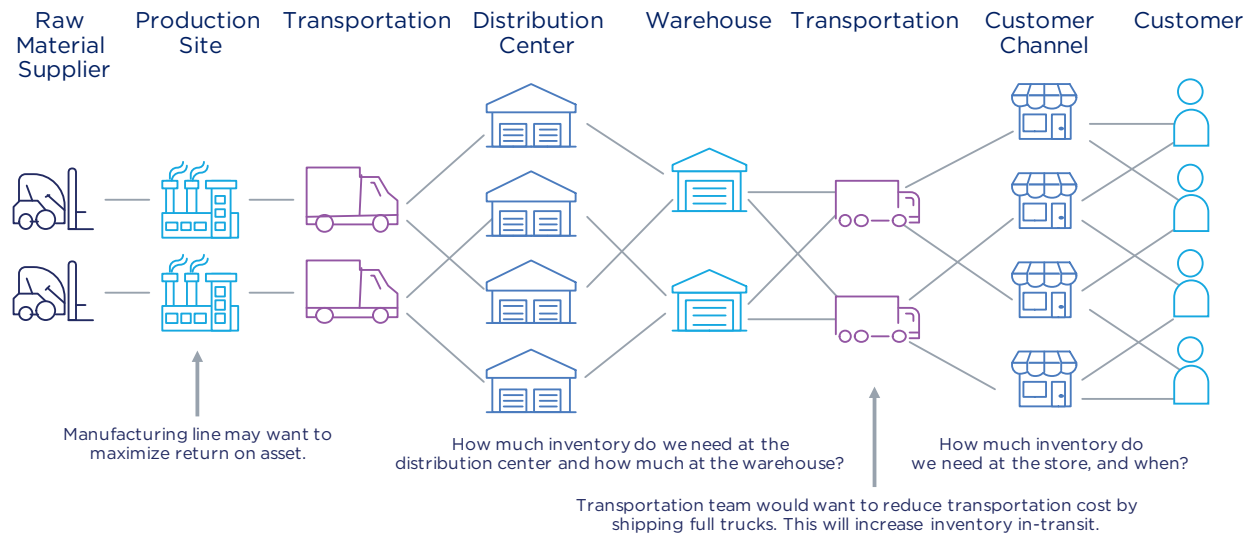 Raw
Material
Supplier
Production
Site
Transportation
Distribution
Center
Warehouse
Transportation
Customer
Channel
Customer
Manufacturing line may want to
maximize return on asset.
How much inventory do we need at the
distribution center and how much at the warehouse?
How much inventory do
we need at the store, and when?
Transportation team would want to reduce transportation cost by
shipping full trucks. This will increase inventory in-transit.